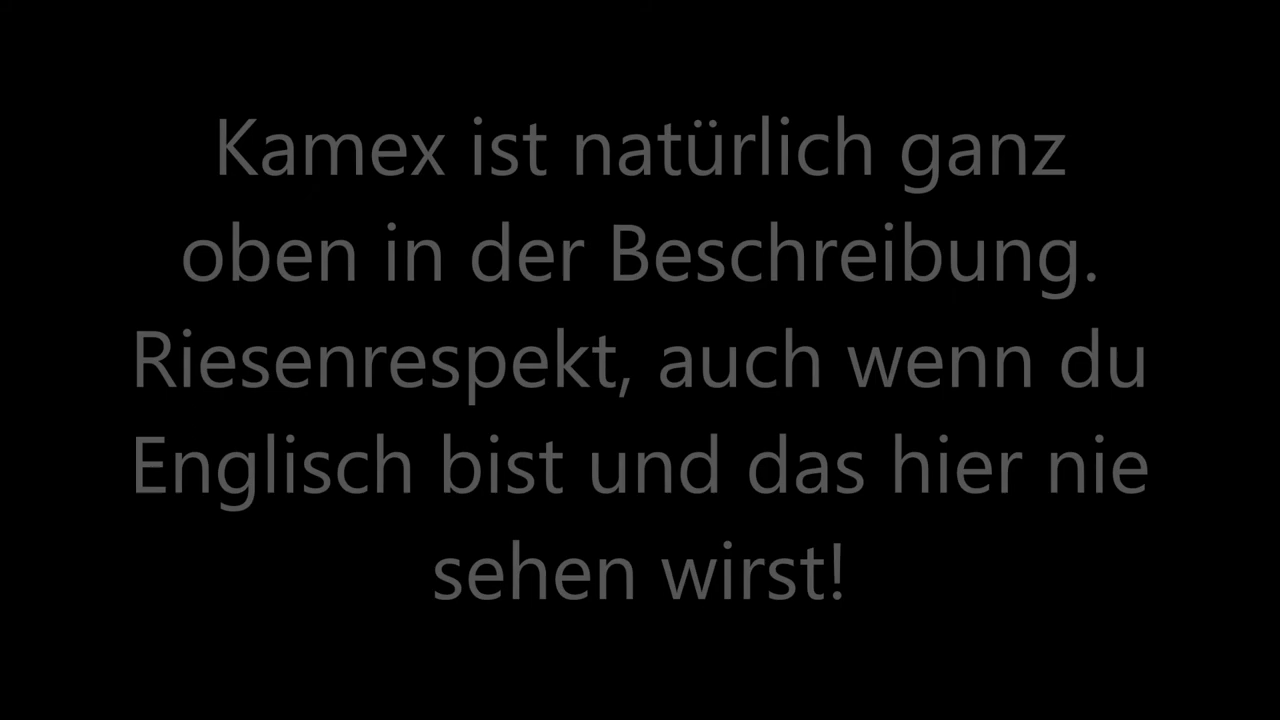 Kamex ist natürlich ganz
oben in der Beschreibung.
Riesenrespekt, auch wenn du
Englisch bist und das hier nie
sehen wirst!